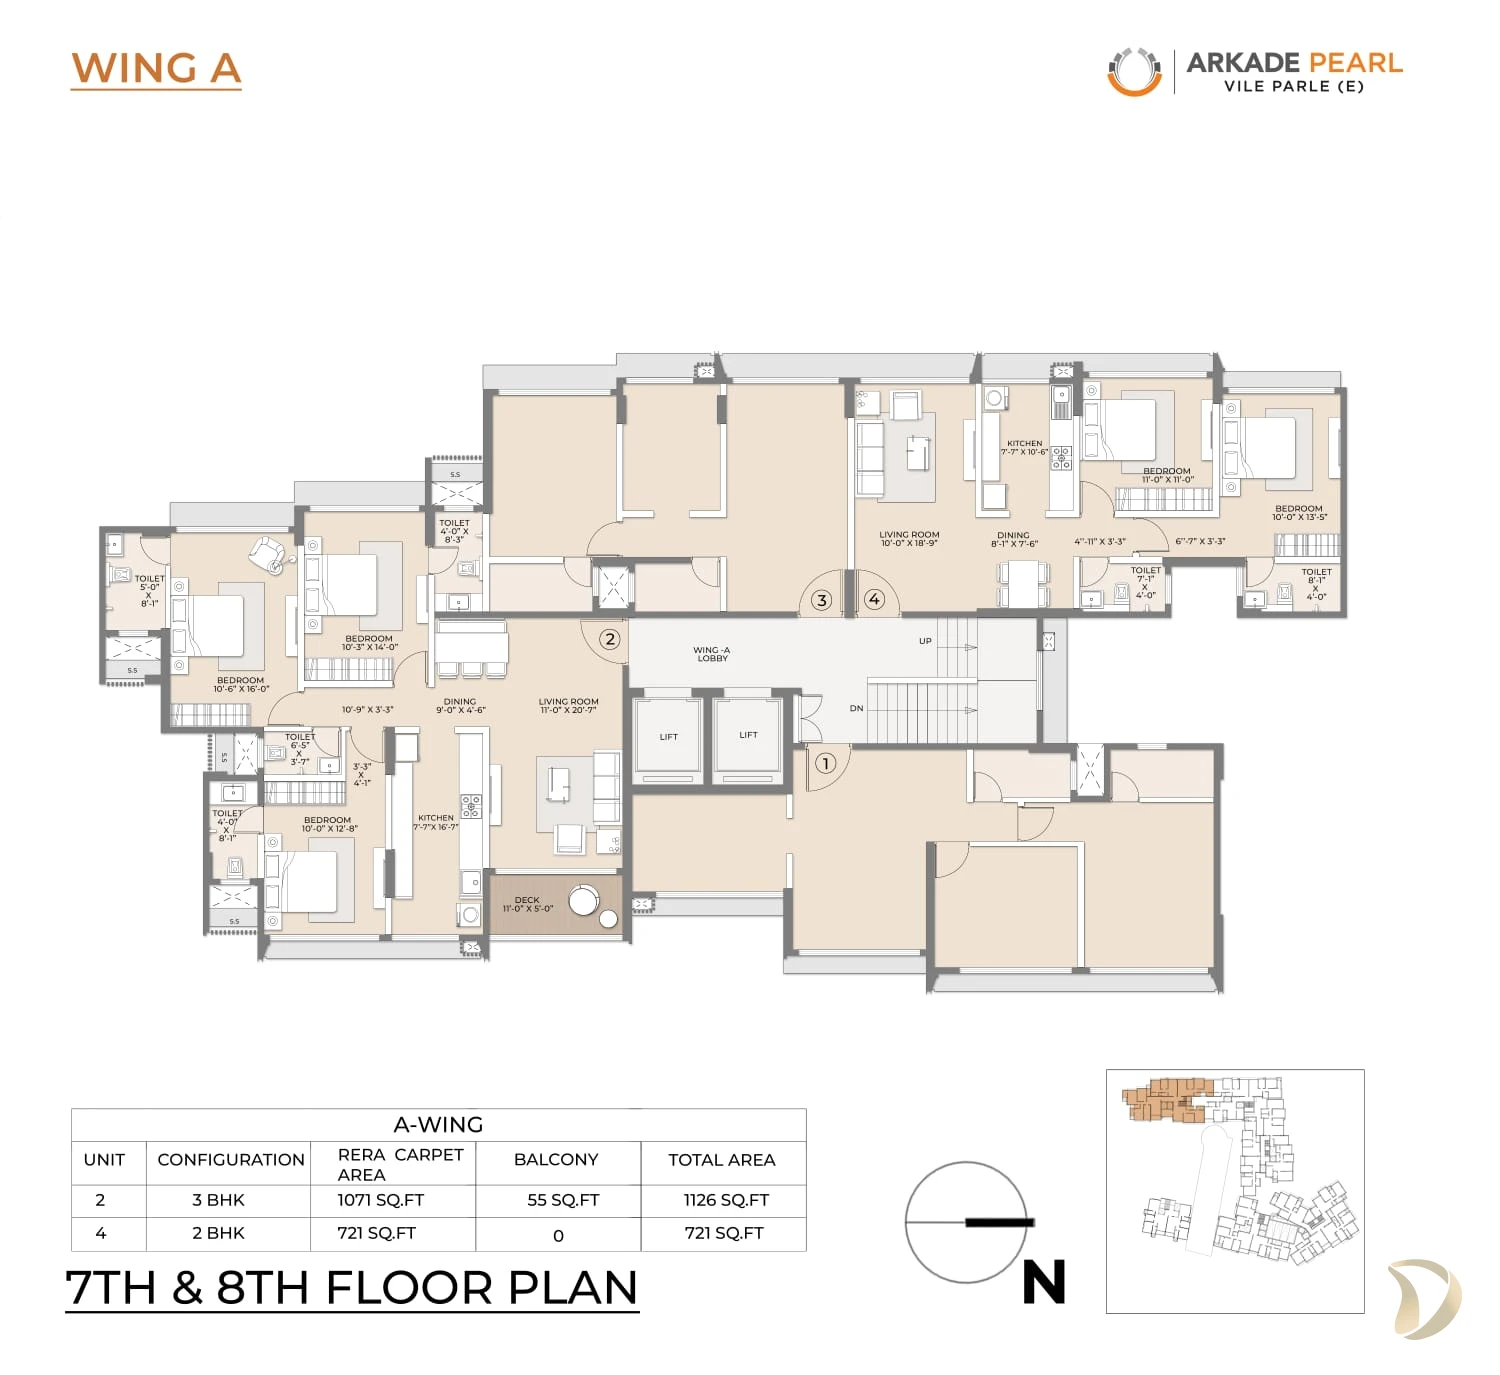 WING A
ARKADE PEARL
VILE PARLE (E)
S.S
TOILET
4'-0" X
8'-3"
TOILET
5'-0"
X
8'-1"
S.S
BEDROOM
10'-6" X 16'-0"
BEDROOM
10'-3" X 14'-0"
10'-9" X 3'-3"
DINING
9'-0" X 4'-6"
LIVING ROOM
11'-0" X 20'-7"
2
TOILET
6'-5"
X
3'-7"
S.S
3'-3"
X
4'-1"
TOILET
4'-0"
X
8'-1"
S.S
BEDROOM
10'-0" X 12'-8"
KITCHEN
7'-7" X 16'-7"
DECK
11'-0" X 5'-0"
WING -A
LOBBY
LIFT
LIFT
UP
DN
1
3
4
LIVING ROOM
10'-0" X 18'-9"
KITCHEN
7'-7" X 10'-6"
DINING
8'-1" X 7'-6"
BEDROOM
11'-0" X 11'-0"
4''-11" X 3'-3"
6''-7" X 3'-3"
BEDROOM
10'-0" X 13'-5"
TOILET
7'-1"
X
4'-0"
TOILET
8'-1"
X
4'-0"
A-WING
UNIT CONFIGURATION RERA CARPET AREA BALCONY TOTAL AREA
2 3 BHK 1071 SQ.FT 55 SQ.FT 1126 SQ.FT
4 2 BHK 721 SQ.FT 0 721 SQ.FT
7TH & 8TH FLOOR PLAN
N